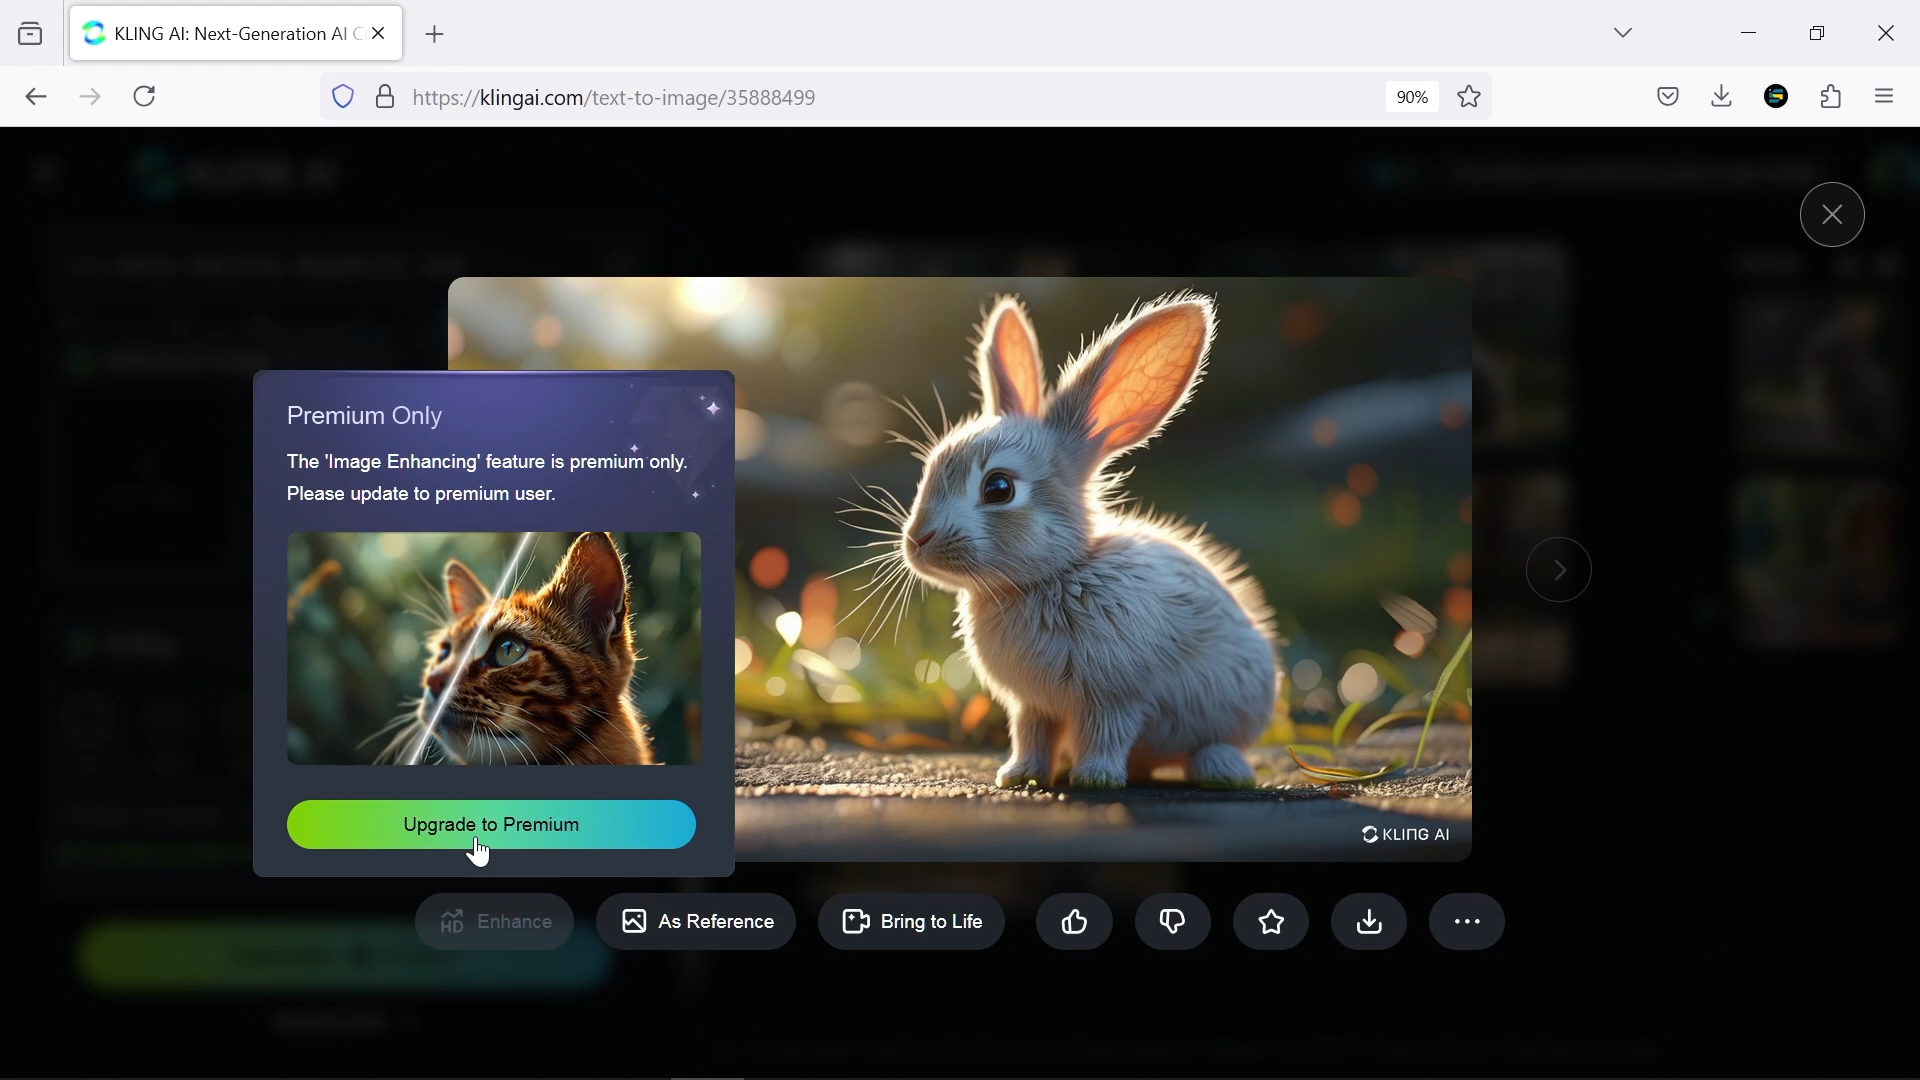 KLING AI: Next-Generation AI C
https://klingai.com/text-to-image/35888499
90%
Premium Only
The 'Image Enhancing' feature is premium only.
Please update to premium user.
Upgrade to Premium
KLING AI
HD Enhance
As Reference
Bring to Life